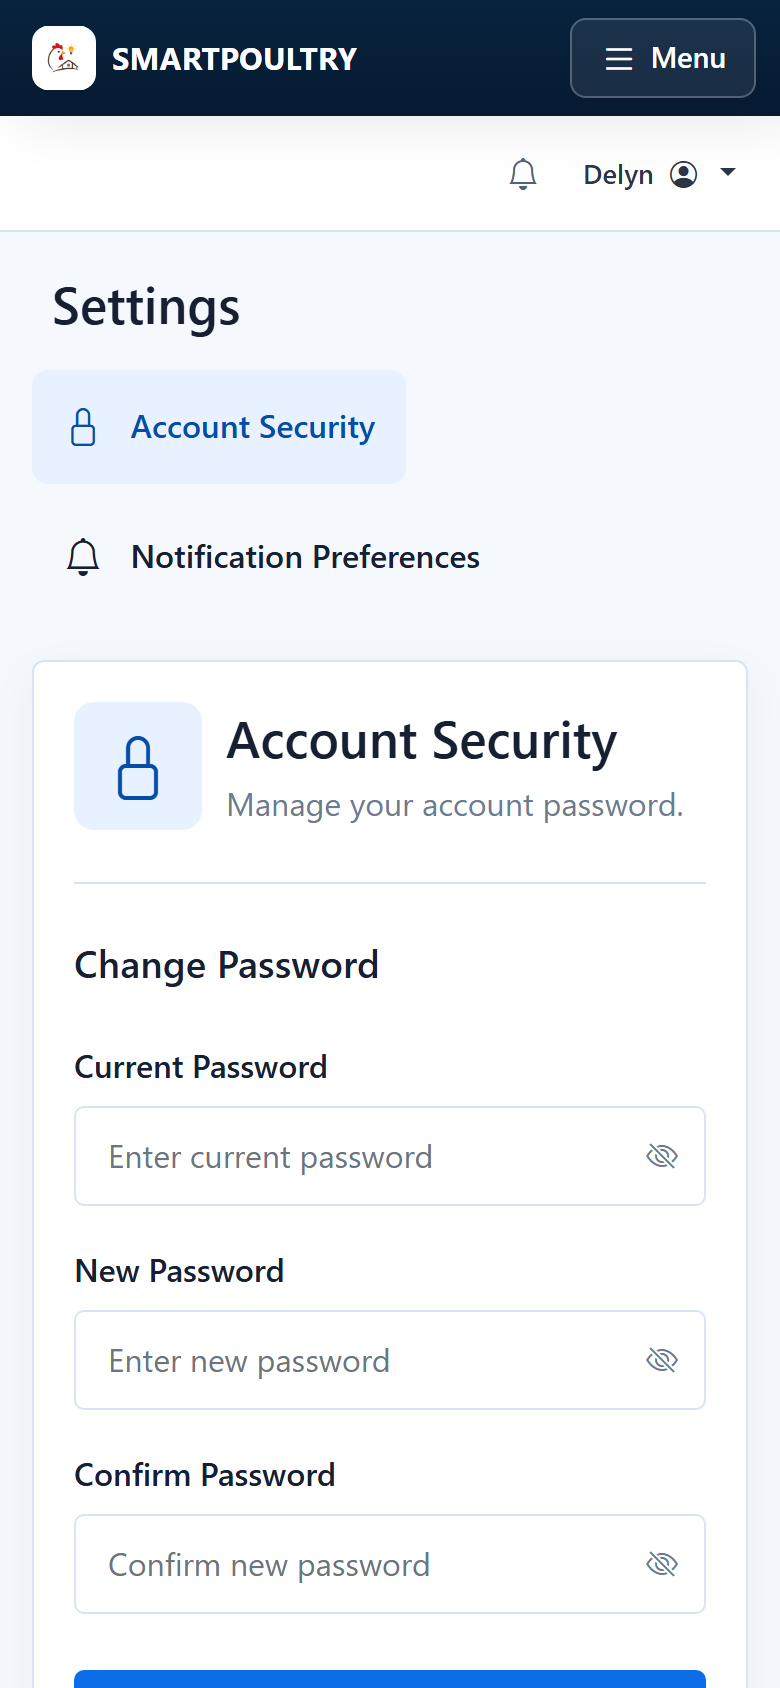 SMARTPOULTRY
Menu
Delyn
Settings
Account Security
Notification Preferences
Account Security
Manage your account password.
Change Password
Current Password
Enter current password
New Password
Enter new password
Confirm Password
Confirm new password